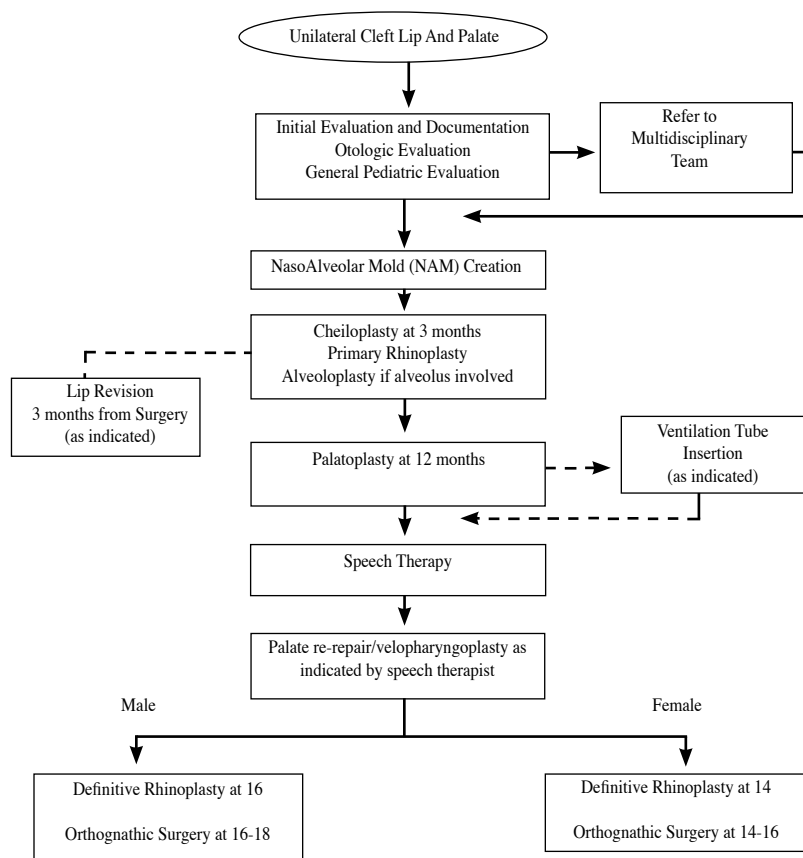 Unilateral Cleft Lip And Palate
Initial Evaluation and Documentation
Otologic Evaluation
General Pediatric Evaluation
Refer to
Multidisciplinary
Team
NasoAlveolar Mold (NAM) Creation
Cheiloplasty at 3 months
Primary Rhinoplasty
Alveoloplasty if alveolus involved
Lip Revision
3 months from Surgery
(as indicated)
Palatoplasty at 12 months
Ventilation Tube
Insertion
(as indicated)
Speech Therapy
Palate re-repair/velopharyngoplasty as
indicated by speech therapist
Male
Female
Definitive Rhinoplasty at 16
Orthognathic Surgery at 16-18
Definitive Rhinoplasty at 14
Orthognathic Surgery at 14-16